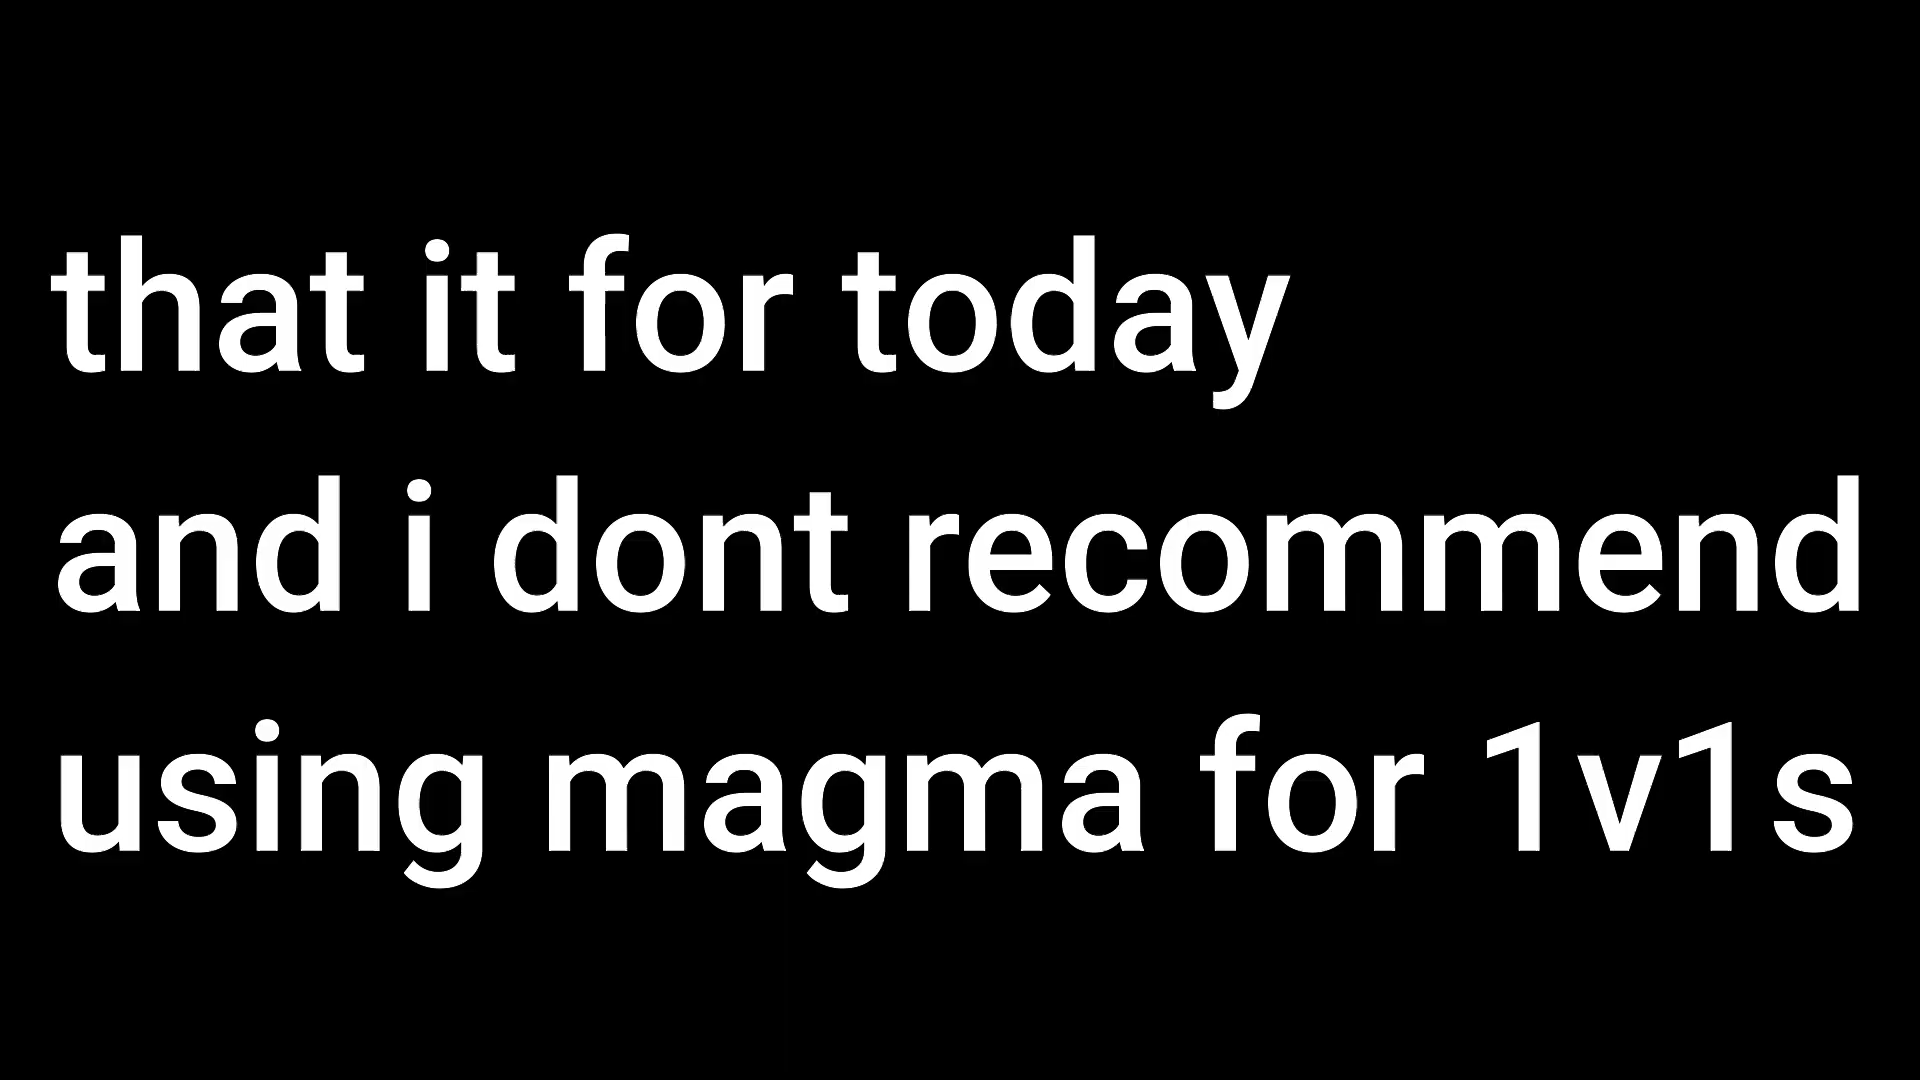 that it for today
and i dont recommend
using magma for 1v1s